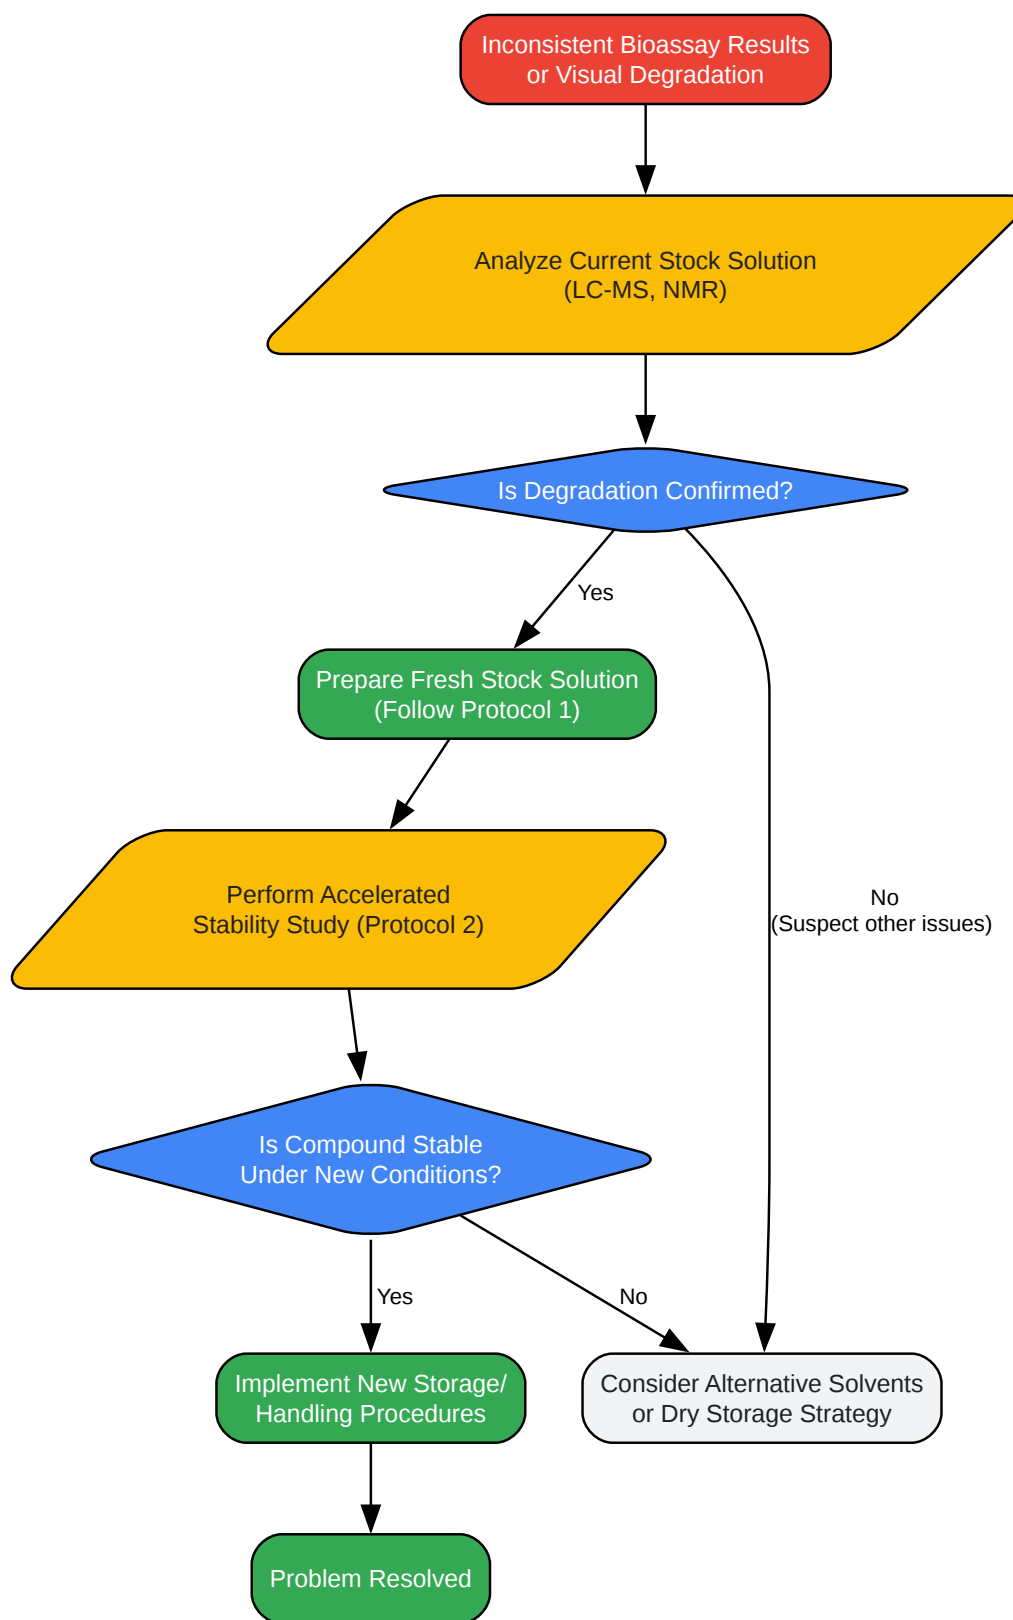 Inconsistent Bioassay Results
or Visual Degradation
Analyze Current Stock Solution
(LC-MS, NMR)
Is Degradation Confirmed?
Yes
Prepare Fresh Stock Solution
(Follow Protocol 1)
Perform Accelerated
Stability Study (Protocol 2)
No
(Suspect other issues)
Is Compound Stable
Under New Conditions?
Yes
No
Implement New Storage/
Handling Procedures
Consider Alternative Solvents
or Dry Storage Strategy
Problem Resolved